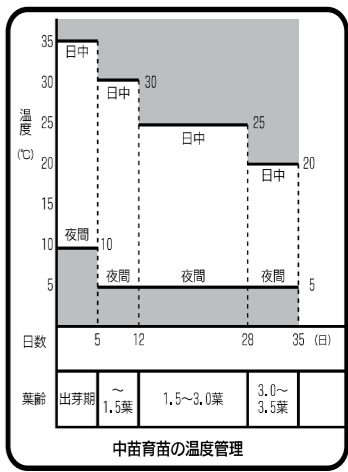 35
日中
30
日中
30
温度
(℃)
25
日中
25
20
日中
20
15
夜間
10
10
夜間
夜間
夜間
5
5
日数
5
12
28
35
(日)
葉齢
出芽期
～
1.5葉
1.5～3.0葉
3.0～
3.5葉
中苗育苗の温度管理